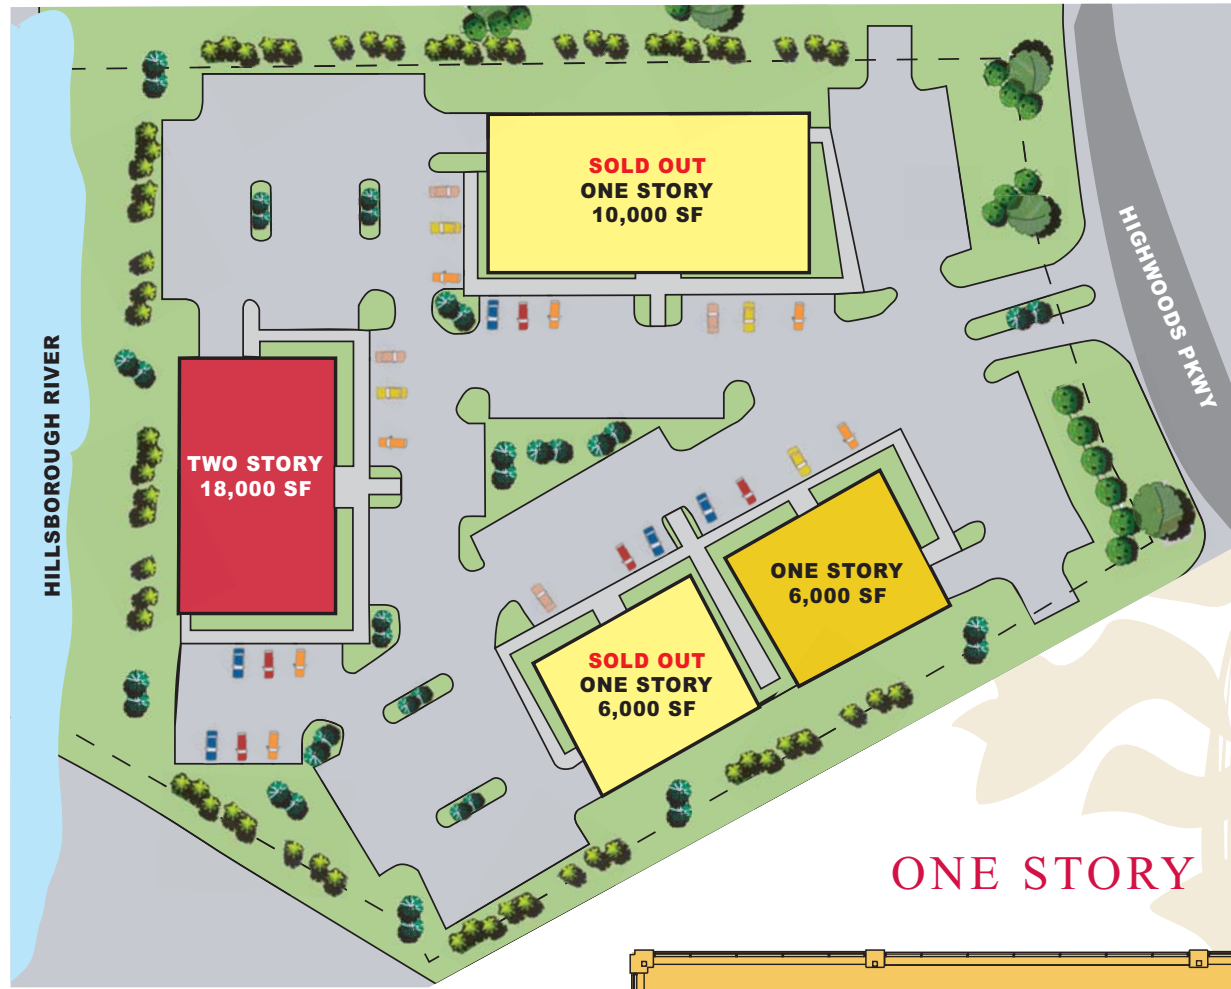 SOLD OUT
ONE STORY
10,000 SF
HIGHWOODS PKWY
HILLSBOROUGH RIVER
TWO STORY
18,000 SF
ONE STORY
6,000 SF
SOLD OUT
ONE STORY
6,000 SF
ONE STORY